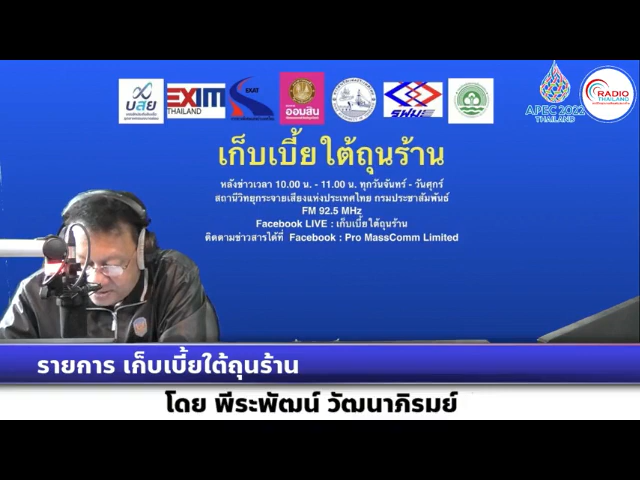 บสย
EXIM
THAILAND
EXAT
ออมสิน
รฟม
APEC 2022
THAILAND
RADIO
THAILAND
เก็บเบี้ยใต้ถุนร้าน
หลังข่าวเวลา 10.00 น. - 11.00 น. ทุกวันจันทร์ - วันศุกร์
สถานีวิทยุกระจายเสียงแห่งประเทศไทย กรมประชาสัมพันธ์
FM 92.5 MHz
Facebook LIVE : เก็บเบี้ยใต้ถุนร้าน
ติดตามข่าวสารได้ที่ Facebook : Pro MassComm Limited
รายการ เก็บเบี้ยใต้ถุนร้าน
โดย พีระพัฒน์ วัฒนาภิรมย์